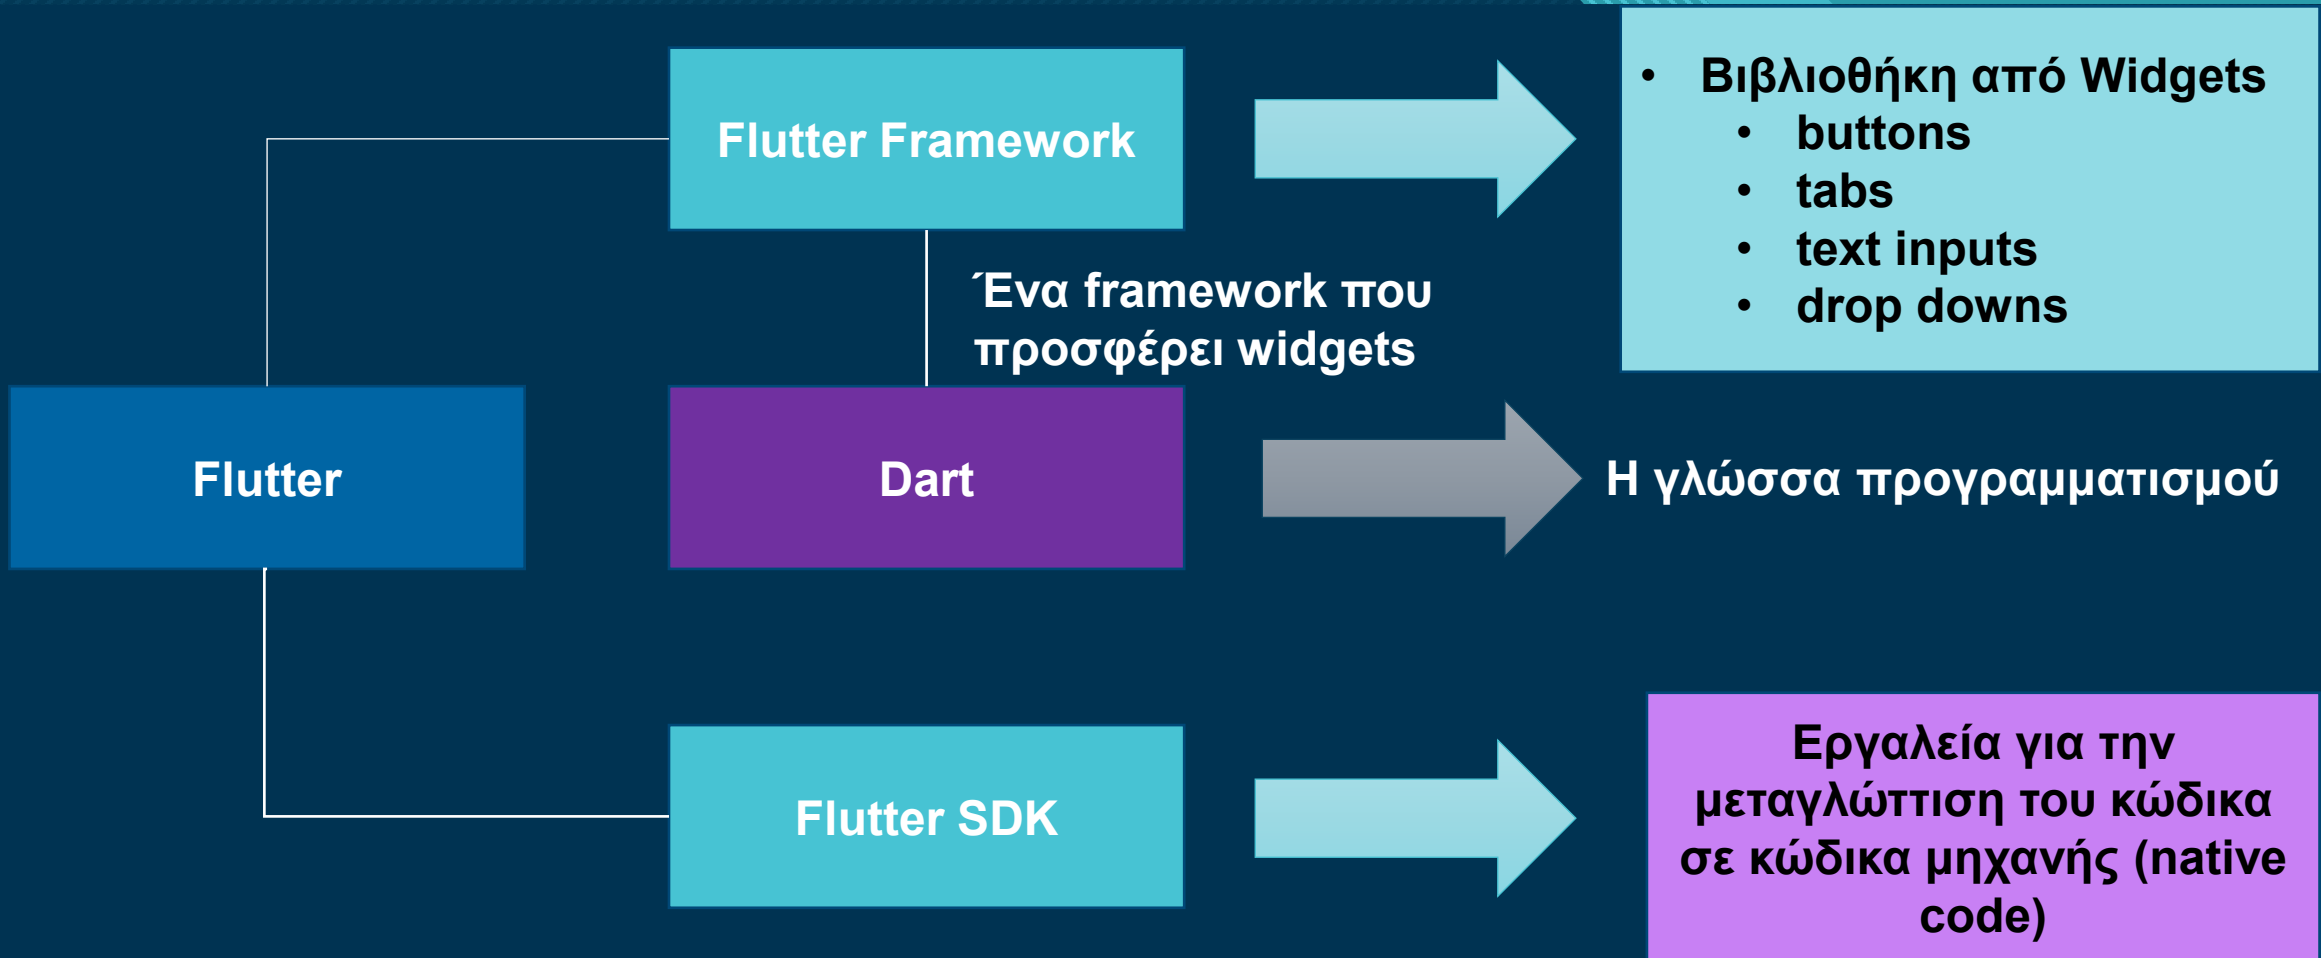 Flutter Framework
• Βιβλιοθήκη από Widgets
• buttons
• tabs
• text inputs
• drop downs
Ένα framework που
προσφέρει widgets
Flutter
Dart
Η γλώσσα προγραμματισμού
Flutter SDK
Εργαλεία για την
μεταγλώττιση του κώδικα
σε κώδικα μηχανής (native
code)